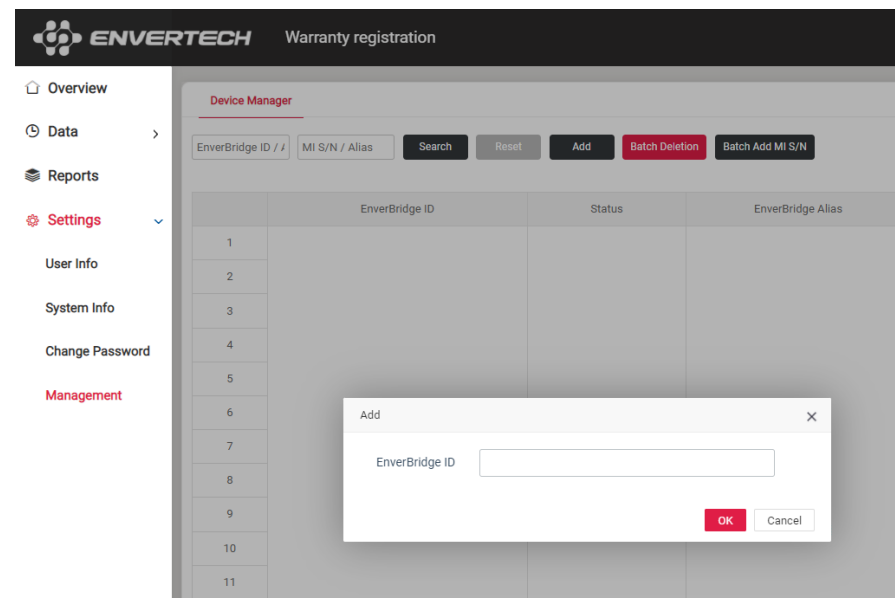 ENVERTECH
Warranty registration
Overview
Data
Reports
Settings
User Info
System Info
Change Password
Management
Device Manager
EnverBridge ID / MI S/N / Alias Search Reset Add Batch Deletion Batch Add MI S/N
EnverBridge ID Status EnverBridge Alias
1
2
3
4
5
6
7
8
9
10
11
Add
EnverBridge ID
OK Cancel